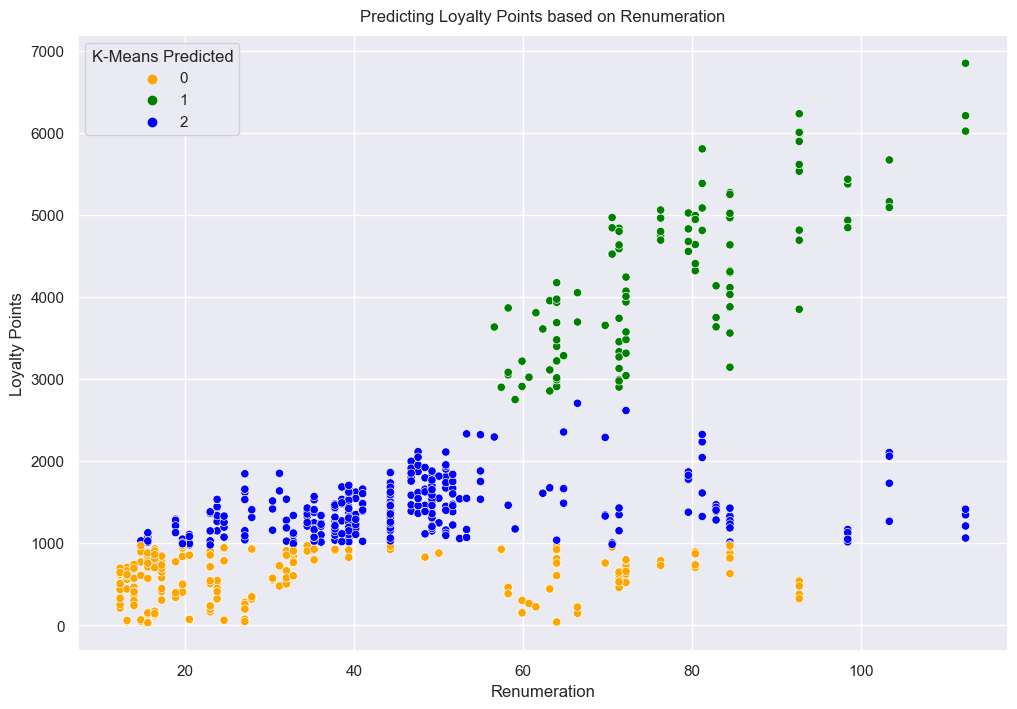 Predicting Loyalty Points based on Renumeration
K-Means Predicted
0
1
2
7000
6000
5000
4000
3000
2000
1000
0
Loyalty Points
20 40 60 80 100
Renumeration